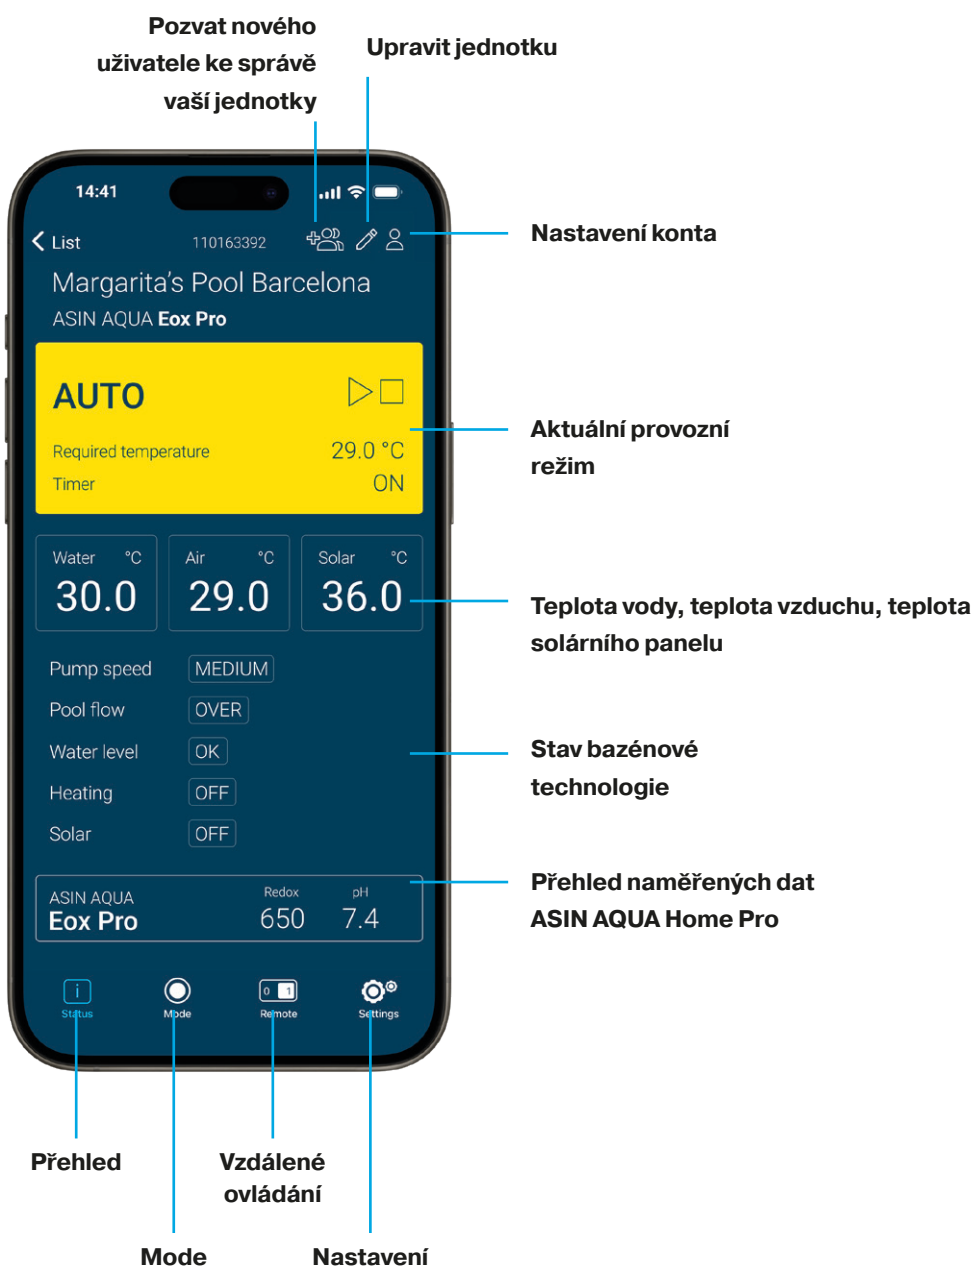 Pozvat nového
uživatele ke správě
vaší jednotky
Upravit jednotku
14:41
List
110163392
Nastavení konta
Margarita's Pool Barcelona
ASIN AQUA Eox Pro
AUTO
Required temperature 29.0 °C
Timer ON
Aktuální provozní
režim
Water °C
30.0
Air °C
29.0
Solar °C
36.0
Teplota vody, teplota vzduchu, teplota
solárního panelu
Pump speed MEDIUM
Pool flow OVER
Water level OK
Heating OFF
Solar OFF
Stav bazénové
technologie
ASIN AQUA
Eox Pro
Redox
650
pH
7.4
Přehled naměřených dat
ASIN AQUA Home Pro
i
Status
Mode
0 1
Remote
Settings
Přehled
Vzdálené
ovládání
Mode
Nastavení